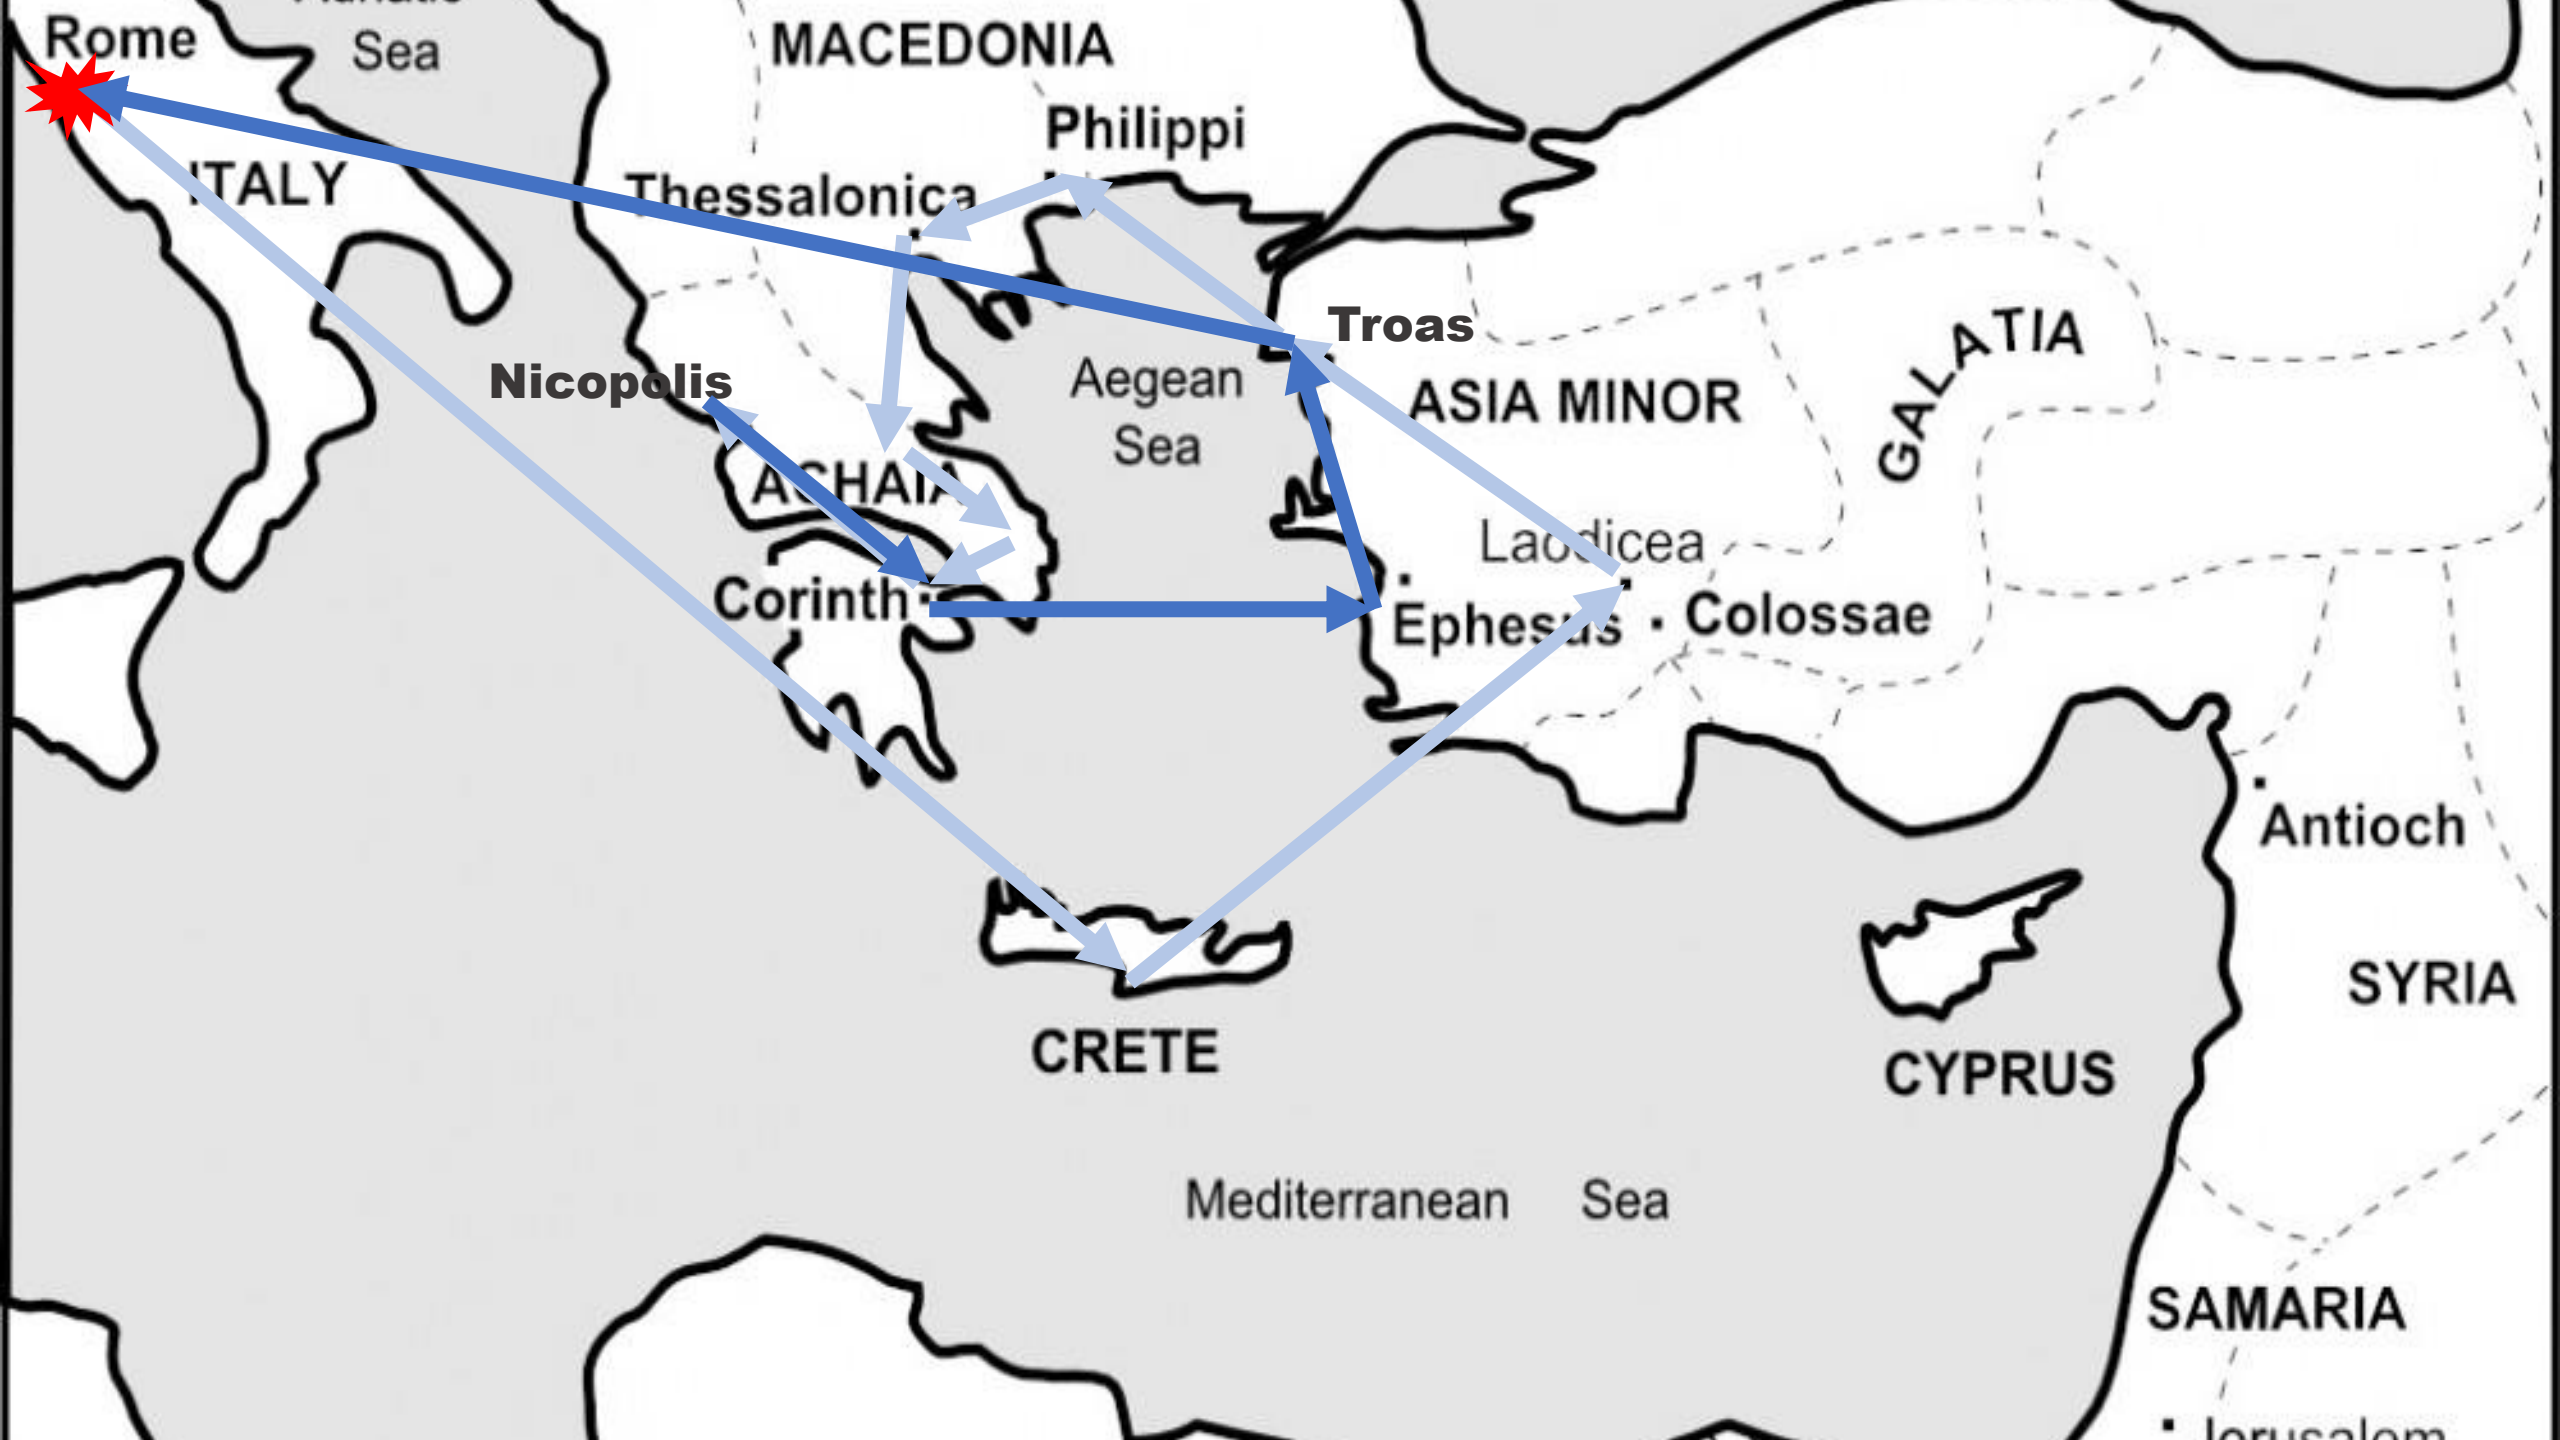 Rome
Sea
MACEDONIA
Philippi
ITALY
Thessalonica
Troas
Nicopolis
Aegean
Sea
ASIA MINOR
GALATIA
ACHAIA
Laodicea
Corinth
Ephesus
Colossae
Antioch
SYRIA
CRETE
CYPRUS
Mediterranean Sea
SAMARIA
Jerusalem